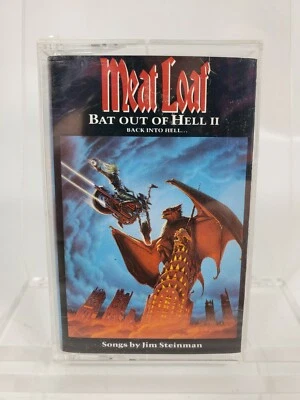 Meat Loaf
BAT OUT OF HELL II
BACK INTO HELL...
Songs by Jim Steinman